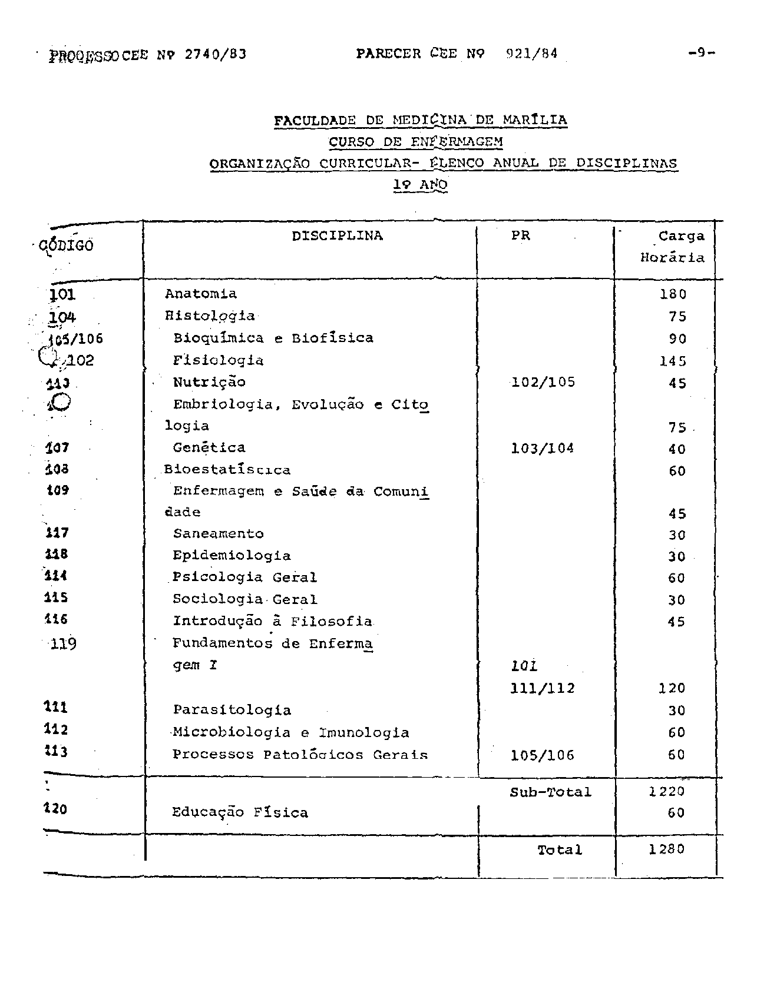 PROCESSO CEE Nº 2740/83 PARECER CEE Nº 921/84 -9-
FACULDADE DE MEDICINA DE MARÍLIA
CURSO DE ENFERMAGEM
ORGANIZAÇÃO CURRICULAR- ELENCO ANUAL DE DISCIPLINAS
1º ANO
CÓDIGO DISCIPLINA PR Carga
Horária
101 Anatomia 180
104 Histologia 75
105/106 Bioquímica e Biofísica 90
102 Fisiologia 145
Nutrição 102/105 45
Embriologia, Evolução e Cito
logia 75
107 Genética 103/104 40
108 Bioestatística 60
109 Enfermagem e Saúde da Comuni
dade 45
117 Saneamento 30
118 Epidemiologia 30
114 Psicologia Geral 60
115 Sociologia Geral 30
116 Introdução à Filosofia 45
119 Fundamentos de Enferma
gem I 101
111/112 120
111 Parasitologia 30
112 Microbiologia e Imunologia 60
113 Processos Patológicos Gerais 105/106 60
Sub-Total 1220
120 Educação Física 60
Total 1280